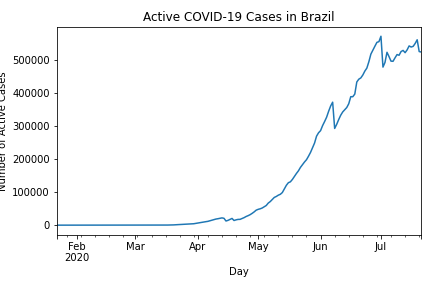 Active COVID-19 Cases in Brazil
Number of Active Cases
500000
400000
300000
200000
100000
0
Feb
2020
Mar
Apr
May
Jun
Jul
Day